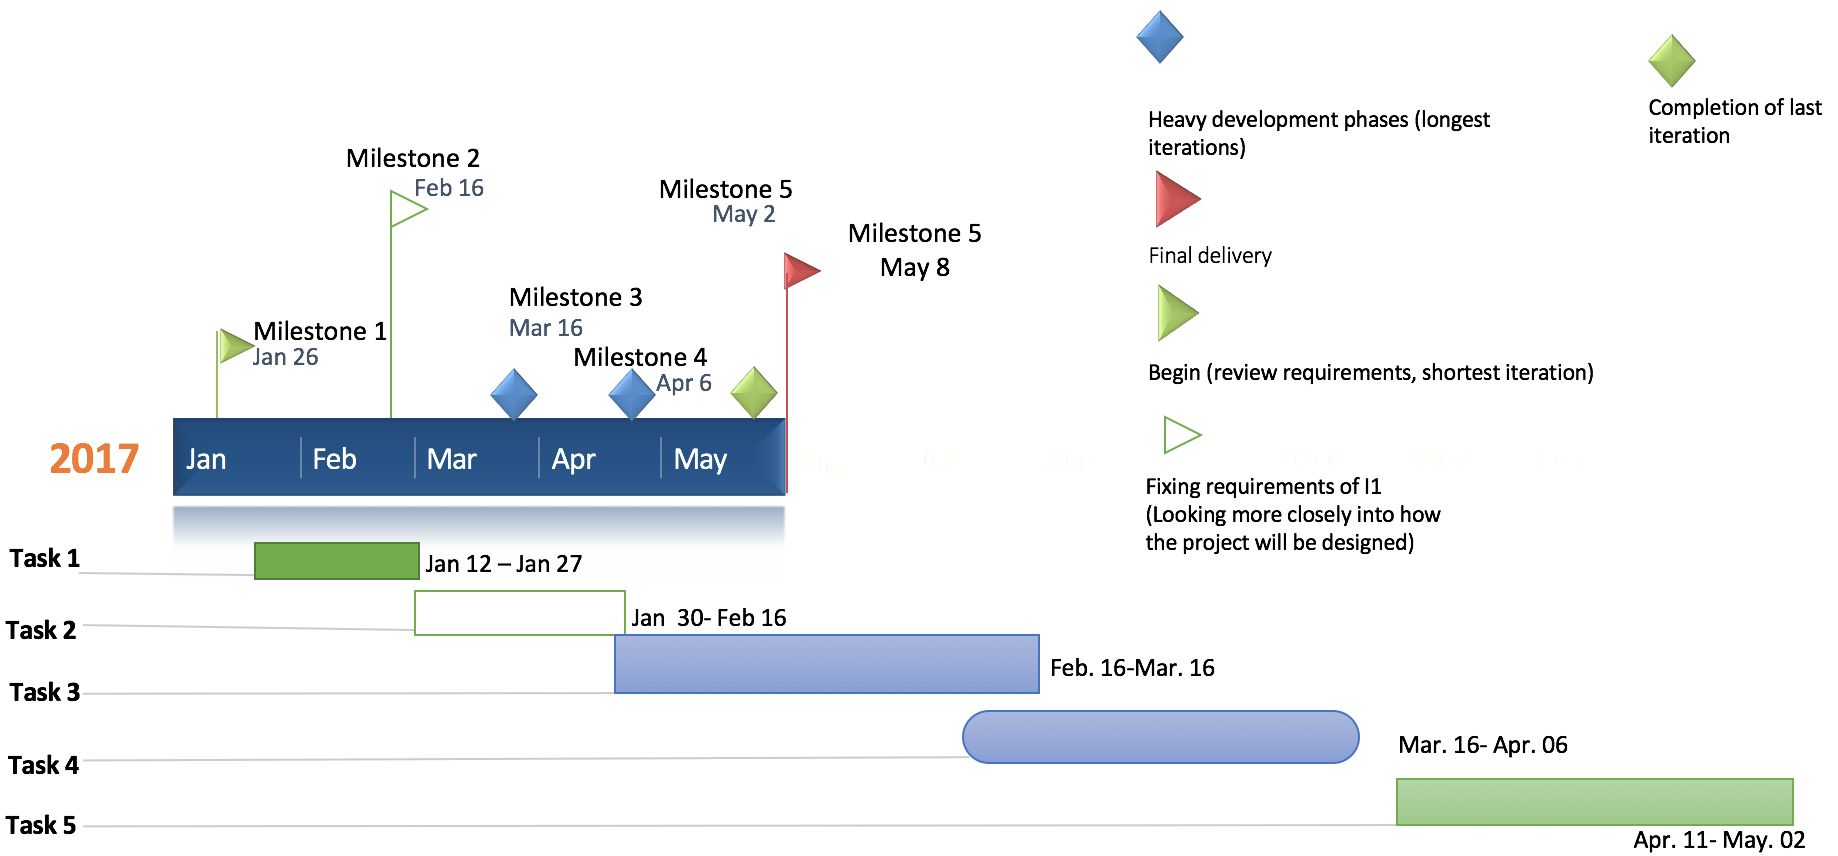 Heavy development phases (longest
iterations)
Completion of last
iteration
Milestone 2
Feb 16
Milestone 5
May 2
Milestone 5
May 8
Final delivery
Milestone 3
Mar 16
Milestone 1
Jan 26
Milestone 4
Apr 6
Begin (review requirements, shortest iteration)
2017
Jan Feb Mar Apr May
Fixing requirements of I1
(Looking more closely into how
the project will be designed)
Task 1
Jan 12 – Jan 27
Task 2
Jan  30- Feb 16
Task 3
Feb. 16-Mar. 16
Task 4
Mar. 16- Apr. 06
Task 5
Apr. 11- May. 02